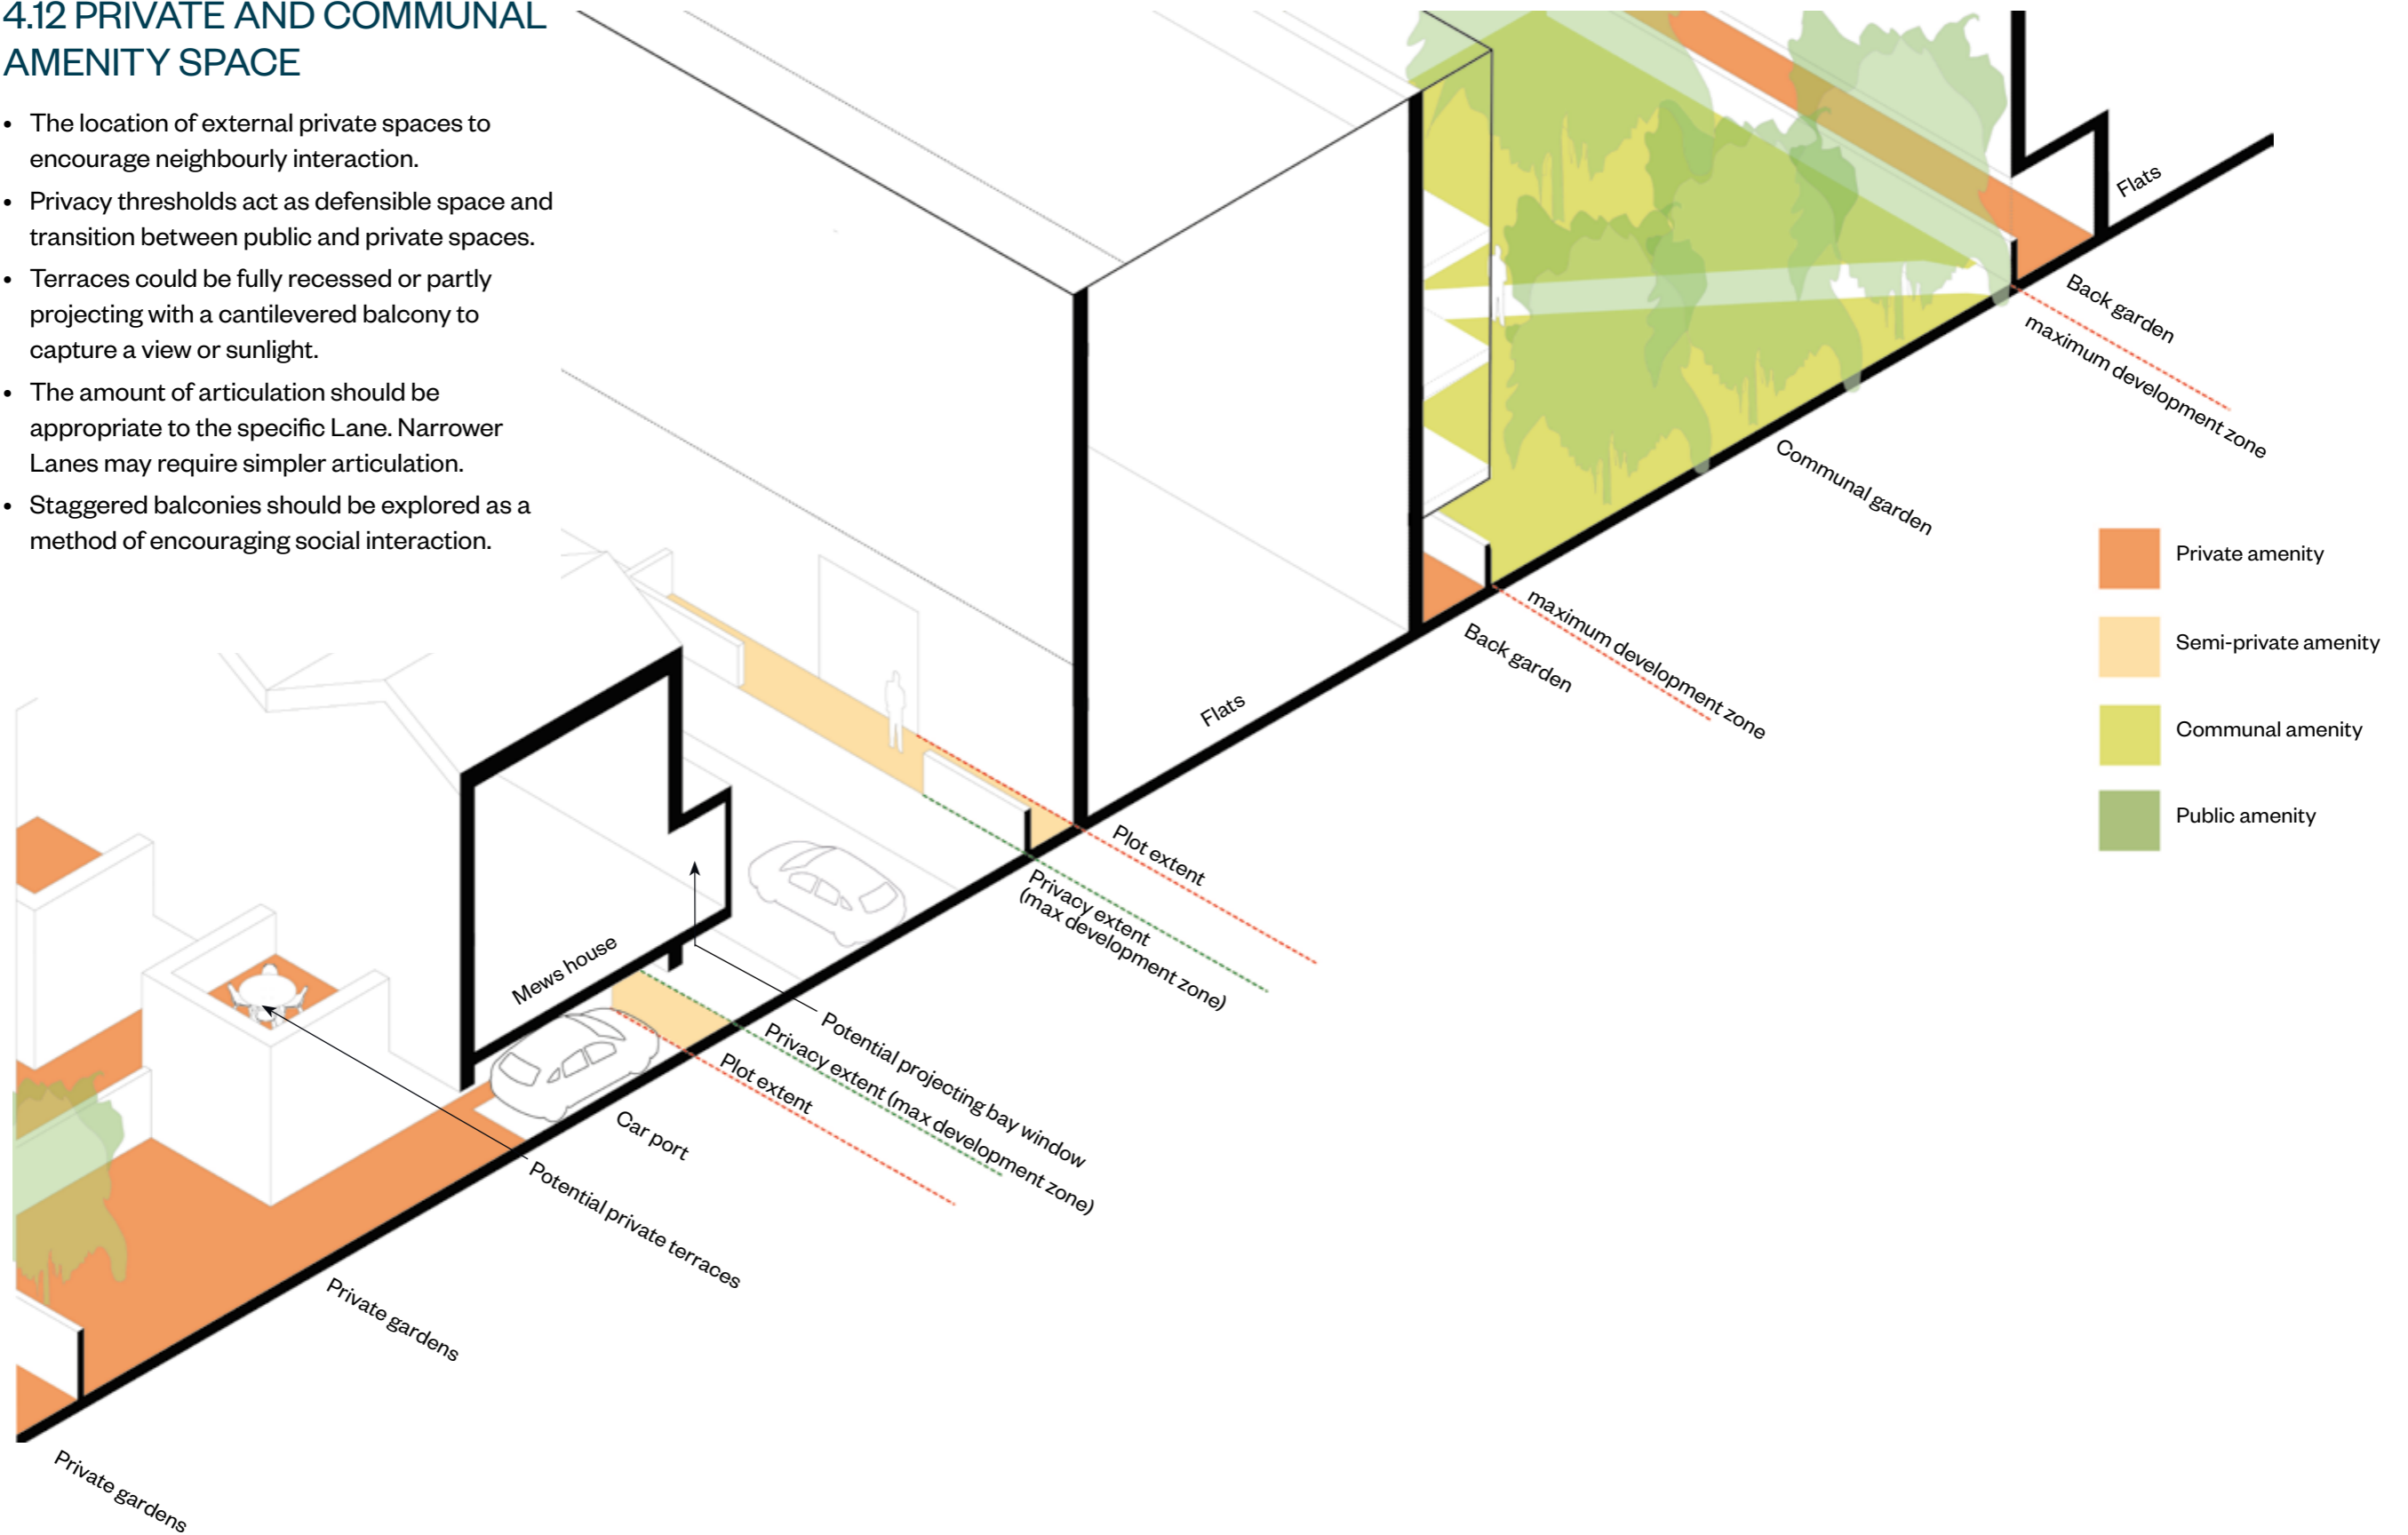 4.12 PRIVATE AND COMMUNAL
AMENITY SPACE
• The location of external private spaces to
encourage neighbourly interaction.
• Privacy thresholds act as defensible space and
transition between public and private spaces.
• Terraces could be fully recessed or partly
projecting with a cantilevered balcony to
capture a view or sunlight.
• The amount of articulation should be
appropriate to the specific Lane. Narrower
Lanes may require simpler articulation.
• Staggered balconies should be explored as a
method of encouraging social interaction.
Flats
Back garden
maximum development zone
Communal garden
maximum development zone
Back garden
Flats
Plot extent
Privacy extent
(max development zone)
Mews house
Potential projecting bay window
Privacy extent (max development zone)
Plot extent
Car port
Potential private terraces
Private gardens
Private gardens
Private amenity
Semi-private amenity
Communal amenity
Public amenity